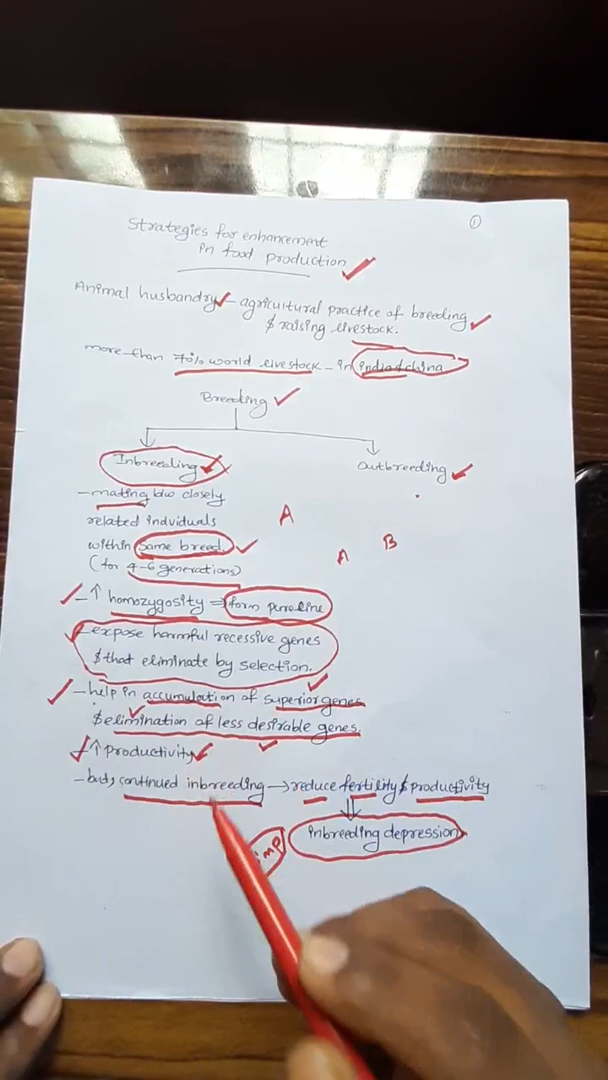 ①
Strategies for enhancement
in food production
Animal husbandry - agricultural practice of breeding
& raising livestock.
more than 70% world livestock - in India & china
Breeding
Inbreeding
Outbreeding
- mating b/w closely
related indviduals
within same breed.
(for 4-6 generations)
A
A B
- ↑ homozygosity ⇒ form pureline
- expose harmful recessive genes
& that eliminate by selection.
- help in accumulation of superior genes
& elimination of less desirable genes.
- ↑ productivity
- but, continued inbreeding → reduce fertility & productivity
inbreeding depression
imp